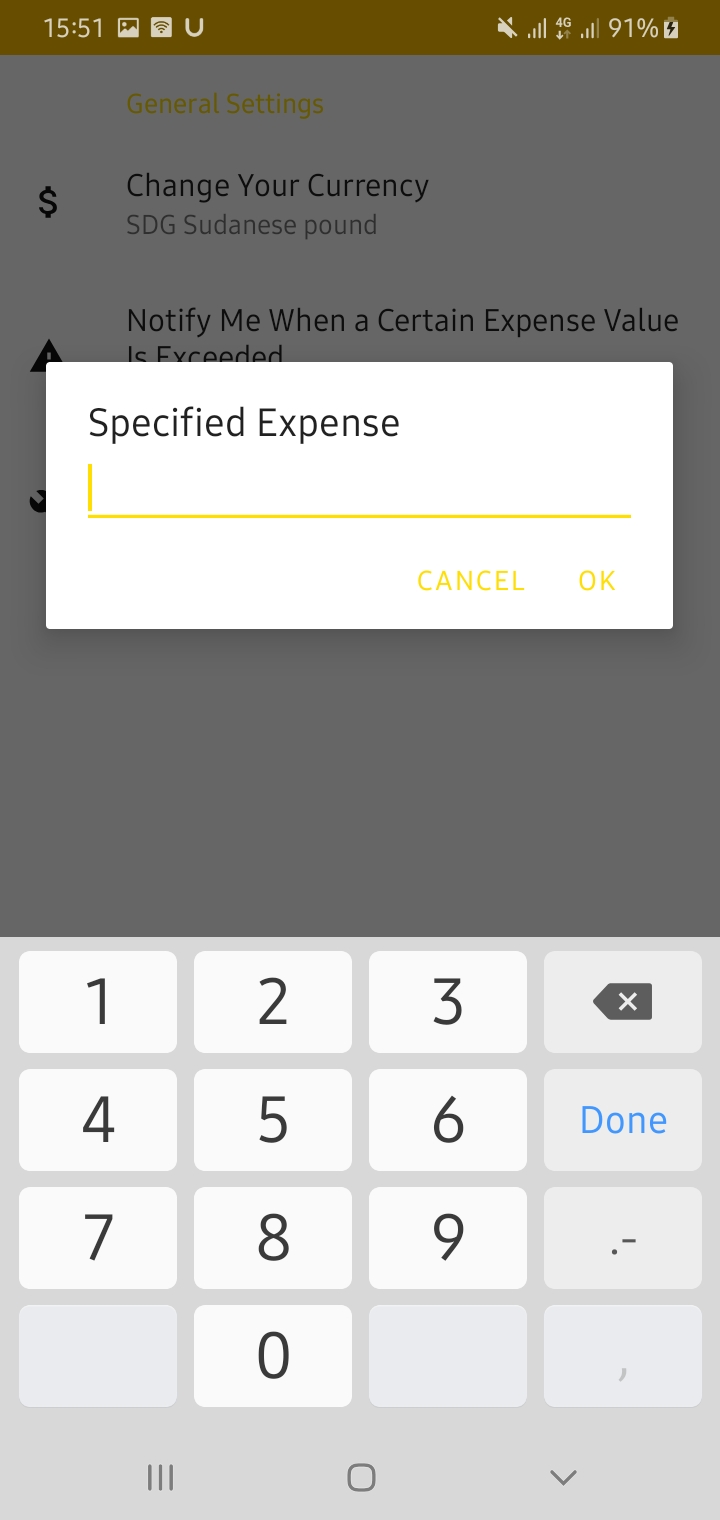 15:51 4G 91%
General Settings
Change Your Currency
SDG Sudanese pound
Notify Me When a Certain Expense Value
Is Exceeded
Specified Expense
CANCEL OK
1 2 3
4 5 6 Done
7 8 9 .-
0 ,